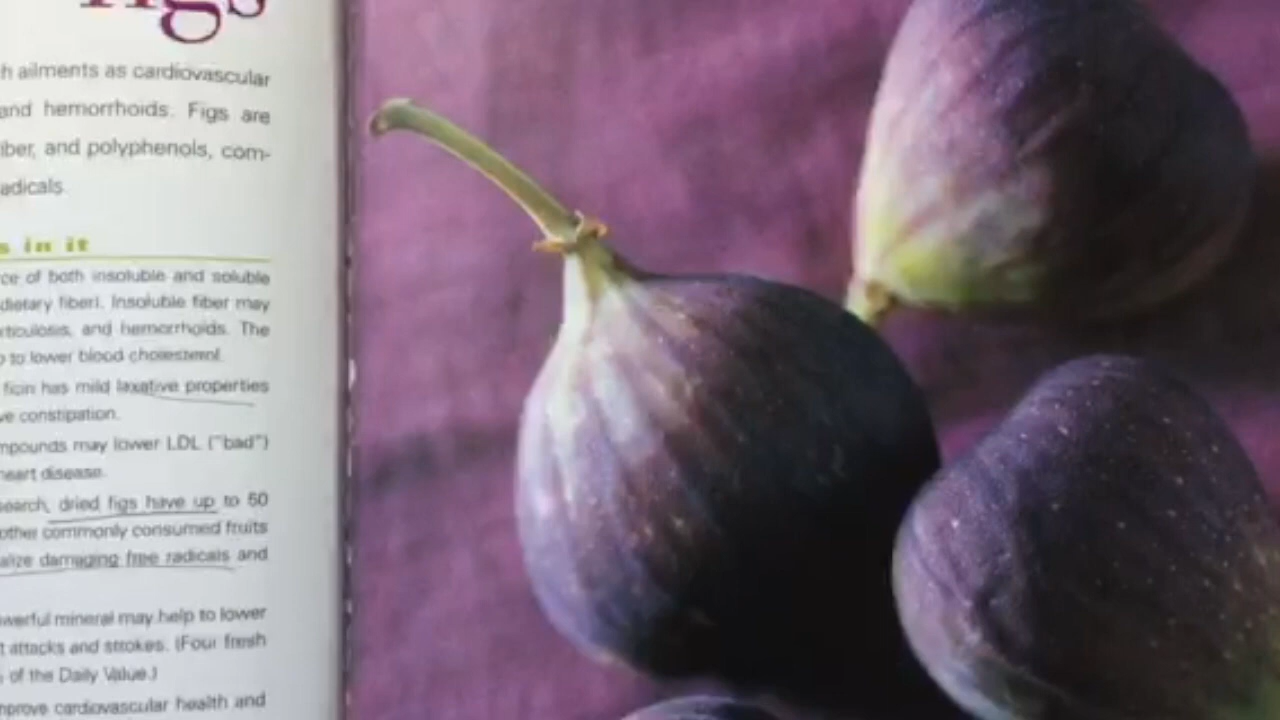 Figs
h ailments as cardiovascular
and hemorrhoids. Figs are
iber, and polyphenols, com-
adicals.
s in it
ce of both insoluble and soluble
dietary fiber). Insoluble fiber may
rticulosis, and hemorrhoids. The
p to lower blood cholesterol.
ficin has mild laxative properties
ve constipation.
mpounds may lower LDL ("bad")
heart disease.
search, dried figs have up to 50
other commonly consumed fruits
alize damaging free radicals and
werful mineral may help to lower
t attacks and strokes. (Four fresh
of the Daily Value.)
mprove cardiovascular health and